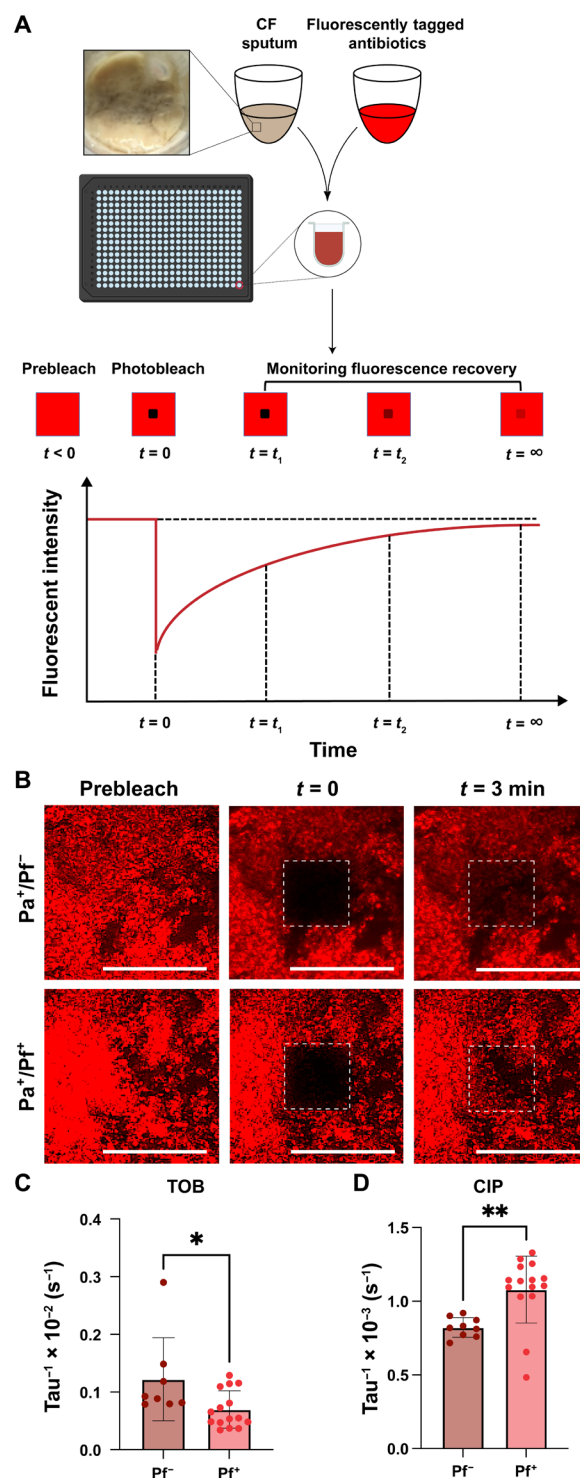 A
CF
sputum
Fluorescently tagged
antibiotics
Prebleach
Photobleach
Monitoring fluorescence recovery
t < 0
t = 0
t = t₁
t = t₂
t = ∞
Fluorescent intensity
t = 0
t = t₁
t = t₂
t = ∞
Time
B
Prebleach
t = 0
t = 3 min
Pa⁺/Pf⁻
Pa⁺/Pf⁺
C
TOB
*
0.4
0.3
0.2
0.1
0.0
Tau⁻¹ × 10⁻² (s⁻¹)
Pf⁻
Pf⁺
D
CIP
**
1.5
1.0
0.5
0.0
Tau⁻¹ × 10⁻³ (s⁻¹)
Pf⁻
Pf⁺